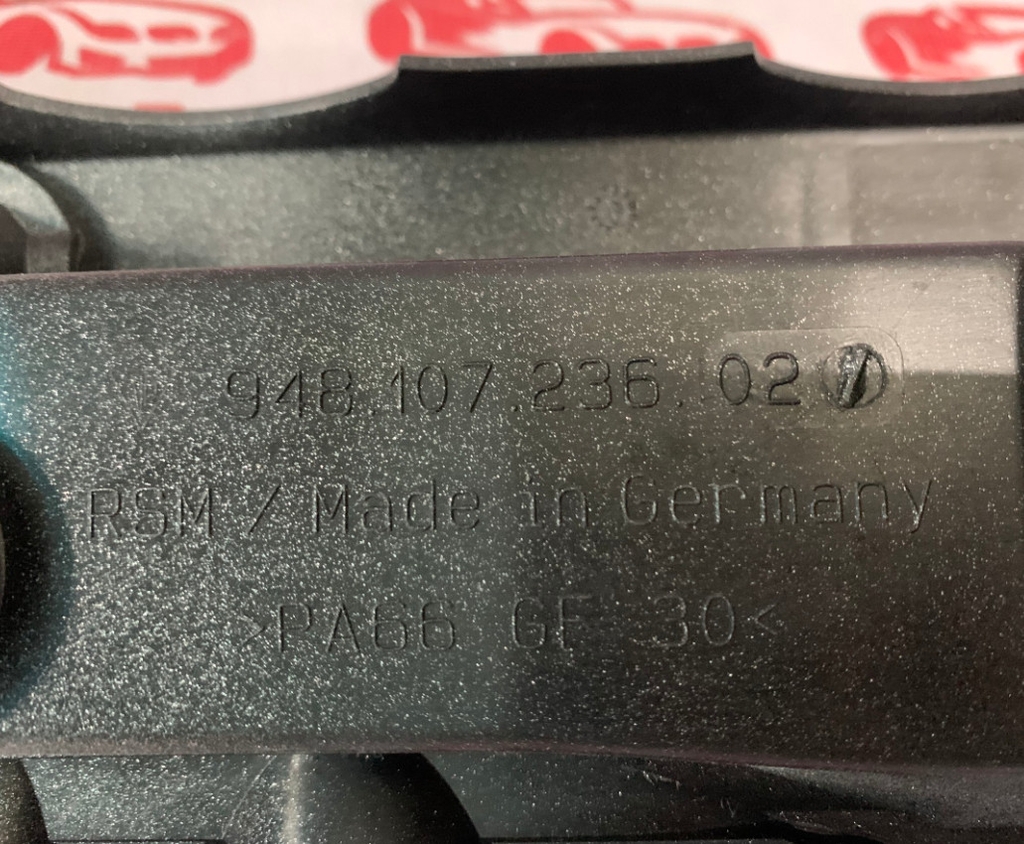 948.107.236.02
RSM / Made in Germany
>PA66 GF 30<